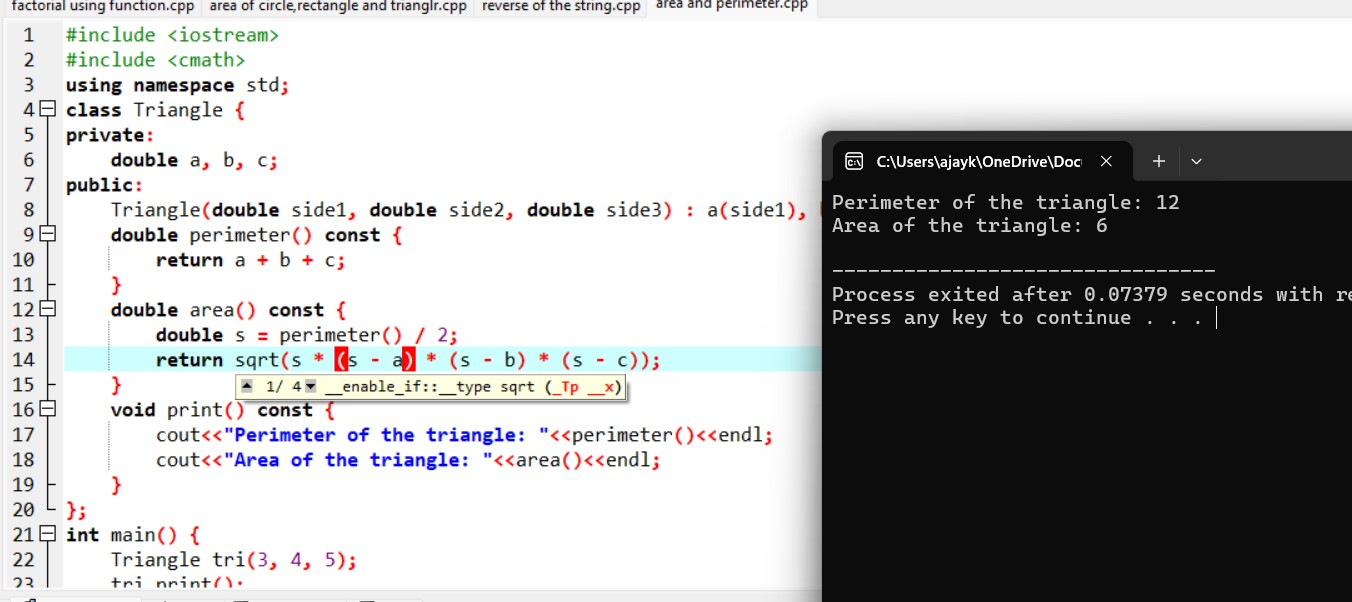 factorial using function.cpp area of circle,rectangle and trianglr.cpp reverse of the string.cpp area and perimeter.cpp
1 #include <iostream>
2 #include <cmath>
3 using namespace std;
4 class Triangle {
5 private:
6 double a, b, c;
7 public:
8 Triangle(double side1, double side2, double side3) : a(side1),
9 double perimeter() const {
10 return a + b + c;
11 }
12 double area() const {
13 double s = perimeter() / 2;
14 return sqrt(s * (s - a) * (s - b) * (s - c));
1/ 4 __enable_if::__type sqrt (_Tp __x)
15 }
16 void print() const {
17 cout<<"Perimeter of the triangle: "<<perimeter()<<endl;
18 cout<<"Area of the triangle: "<<area()<<endl;
19 }
20 };
21 int main() {
22 Triangle tri(3, 4, 5);
23 tri.print();
C:\Users\ajayk\OneDrive\Doc
Perimeter of the triangle: 12
Area of the triangle: 6
--------------------------------
Process exited after 0.07379 seconds with re
Press any key to continue . . .